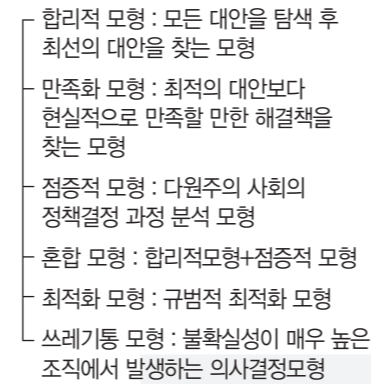 합리적 모형 : 모든 대안을 탐색 후
최선의 대안을 찾는 모형
만족화 모형 : 최적의 대안보다
현실적으로 만족할 만한 해결책을
찾는 모형
점증적 모형 : 다원주의 사회의
정책결정 과정 분석 모형
혼합 모형 : 합리적모형+점증적 모형
최적화 모형 : 규범적 최적화 모형
쓰레기통 모형 : 불확실성이 매우 높은
조직에서 발생하는 의사결정모형